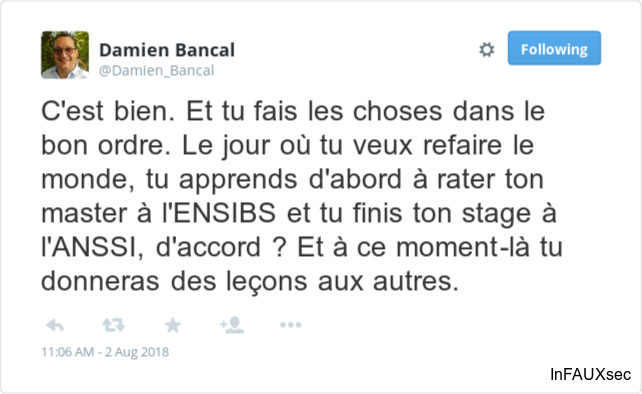 Damien Bancal
@Damien_Bancal
Following
C'est bien. Et tu fais les choses dans le
bon ordre. Le jour où tu veux refaire le
monde, tu apprends d'abord à rater ton
master à l'ENSIBS et tu finis ton stage à
l'ANSSI, d'accord ? Et à ce moment-là tu
donneras des leçons aux autres.
11:06 AM - 2 Aug 2018
InFAUXsec